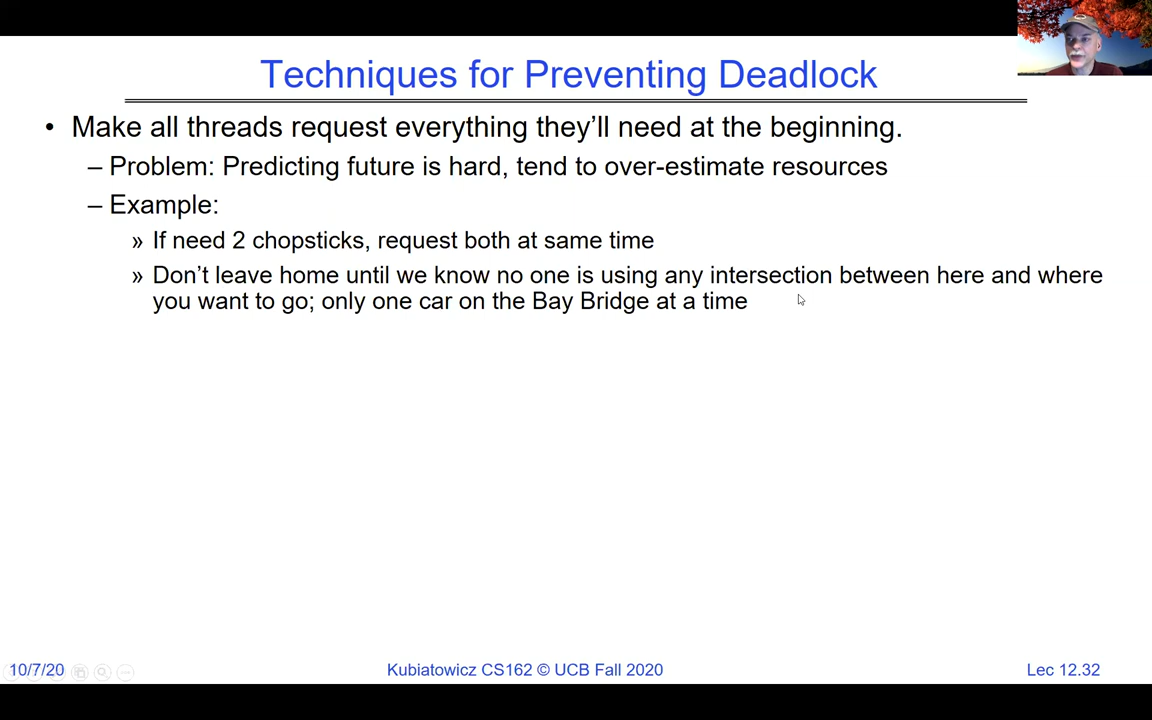 Techniques for Preventing Deadlock
• Make all threads request everything they’ll need at the beginning.
– Problem: Predicting future is hard, tend to over-estimate resources
– Example:
» If need 2 chopsticks, request both at same time
» Don’t leave home until we know no one is using any intersection between here and where
you want to go; only one car on the Bay Bridge at a time
10/7/20
Kubiatowicz CS162 © UCB Fall 2020
Lec 12.32